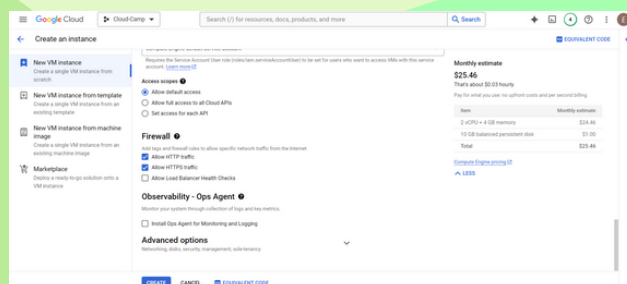 Google Cloud
Cloud-Camp
Search (/) for resources, docs, products, and more
Search
4
Create an instance
EQUIVALENT CODE
New VM instance
Create a single VM instance from
scratch
New VM instance from template
Create a single VM instance from an
existing template
New VM instance from machine
image
Create a single VM instance from an
existing machine image
Marketplace
Deploy a ready-to-go solution onto a
VM instance
Requires the Service Account User role (roles/iam.serviceAccountUser) to be set for users who want to access VMs with this service
account. Learn more
Access scopes
Allow default access
Allow full access to all Cloud APIs
Set access for each API
Firewall
Add tags and firewall rules to allow specific network traffic from the Internet
Allow HTTP traffic
Allow HTTPS traffic
Allow Load Balancer Health Checks
Observability - Ops Agent
Monitor your system through collection of logs and key metrics.
Install Ops Agent for Monitoring and Logging
Advanced options
Networking, disks, security, management, sole-tenancy
CREATE
CANCEL
EQUIVALENT CODE
Monthly estimate
$25.46
That's about $0.03 hourly
Pay for what you use: no upfront costs and per second billing
Item Monthly estimate
2 vCPU + 4 GB memory $24.46
10 GB balanced persistent disk $1.00
Total $25.46
Compute Engine pricing
LESS